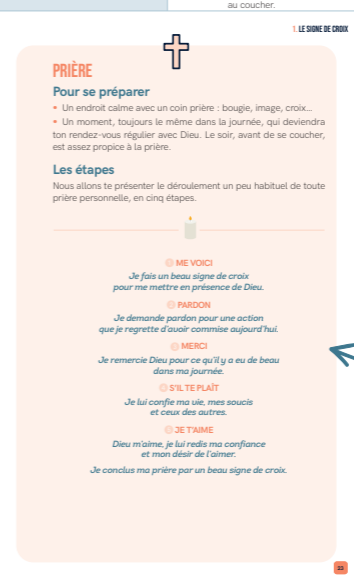 au coucher.
1. LE SIGNE DE CROIX
PRIÈRE
Pour se préparer
• Un endroit calme avec un coin prière : bougie, image, croix...
• Un moment, toujours le même dans la journée, qui deviendra
ton rendez-vous régulier avec Dieu. Le soir, avant de se coucher,
est assez propice à la prière.
Les étapes
Nous allons te présenter le déroulement un peu habituel de toute
prière personnelle, en cinq étapes.
1 ME VOICI
Je fais un beau signe de croix
pour me mettre en présence de Dieu.
2 PARDON
Je demande pardon pour une action
que je regrette d'avoir commise aujourd'hui.
3 MERCI
Je remercie Dieu pour ce qu'il y a eu de beau
dans ma journée.
4 S'IL TE PLAÎT
Je lui confie ma vie, mes soucis
et ceux des autres.
5 JE T'AIME
Dieu m'aime, je lui redis ma confiance
et mon désir de l'aimer.
Je conclus ma prière par un beau signe de croix.
33